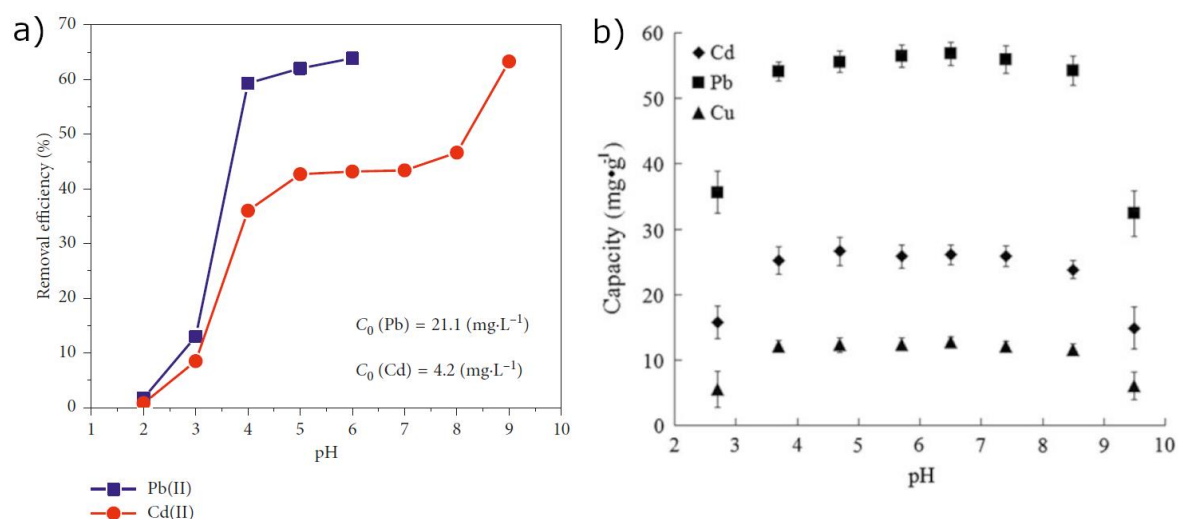 a)
Removal efficiency (%)
70
60
50
40
30
20
10
0
C₀ (Pb) = 21.1 (mg·L⁻¹)
C₀ (Cd) = 4.2 (mg·L⁻¹)
1 2 3 4 5 6 7 8 9 10
pH
Pb(II)
Cd(II)
b)
Capacity (mg•g¹)
60
50
40
30
20
10
0
Cd
Pb
Cu
2 3 4 5 6 7 8 9 10
pH